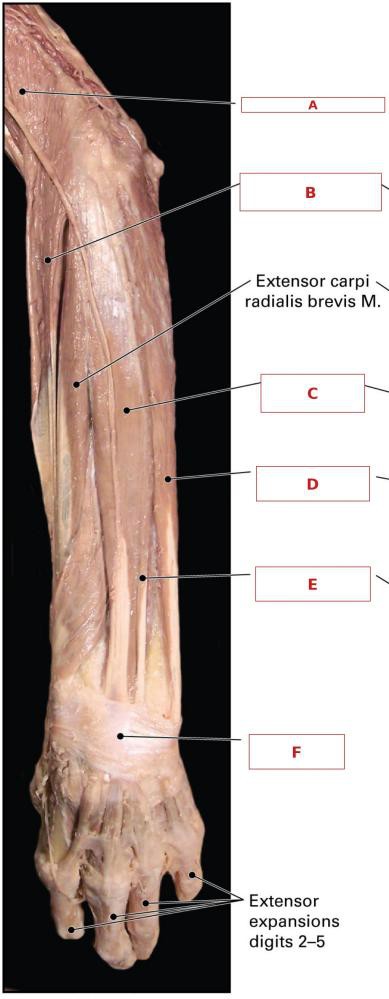 A
B
Extensor carpi
radialis brevis M.
C
D
E
F
Extensor
expansions
digits 2–5